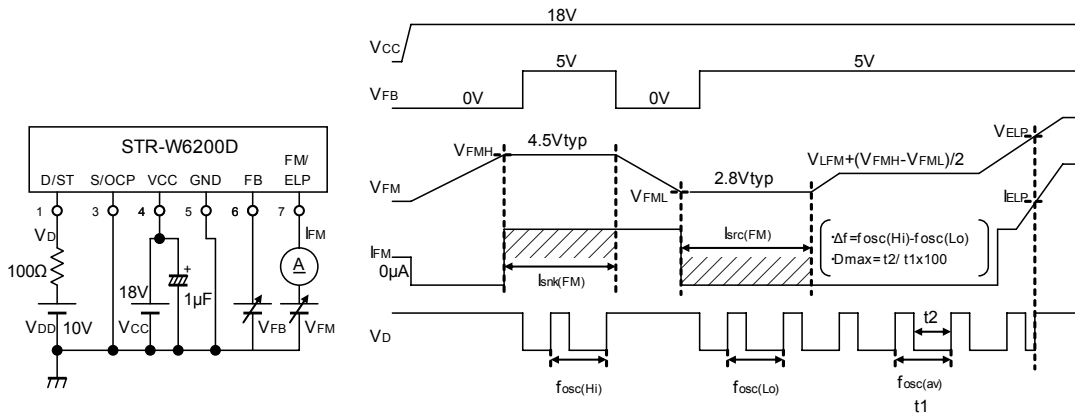 STR-W6200D
D/ST S/OCP VCC GND FB FM/ELP
1 3 4 5 6 7
VD
IFM
100Ω
A
18V
+
1µF
VDD 10V
VCC
VFB
VFM
18V
VCC
5V 5V
VFB
0V 0V
VFMH 4.5Vtyp
VELP
VLFM+(VFMH-VFML)/2
VFM
VFML 2.8Vtyp
IELP
IFM
0µA
Isrc(FM)
Isnk(FM)
·Δf=fosc(Hi)-fosc(Lo)
·Dmax=t2/ t1x100
VD
t2
fosc(Hi) fosc(Lo) fosc(av)
t1